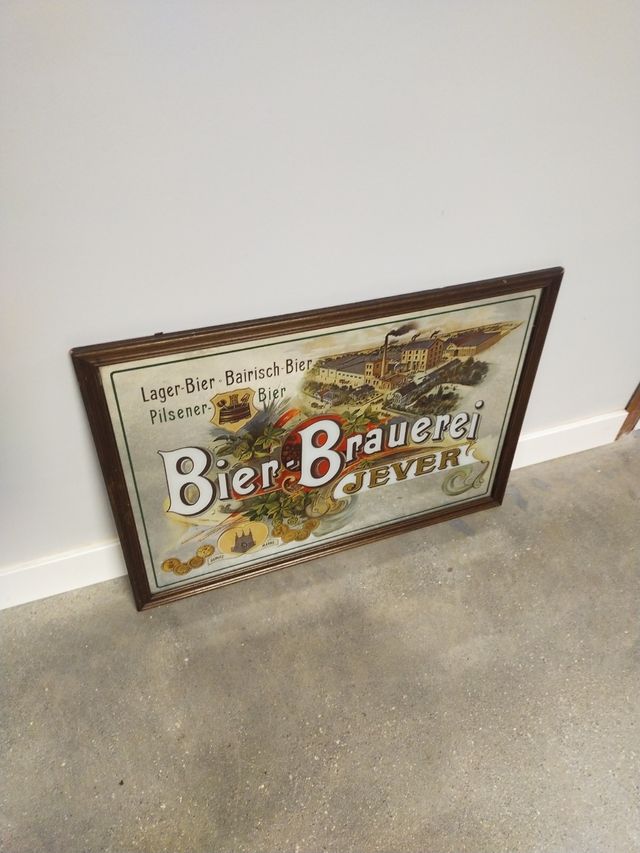 Lager-Bier · Bairisch-Bier
Pilsener- Bier
Bier-Brauerei
JEVER